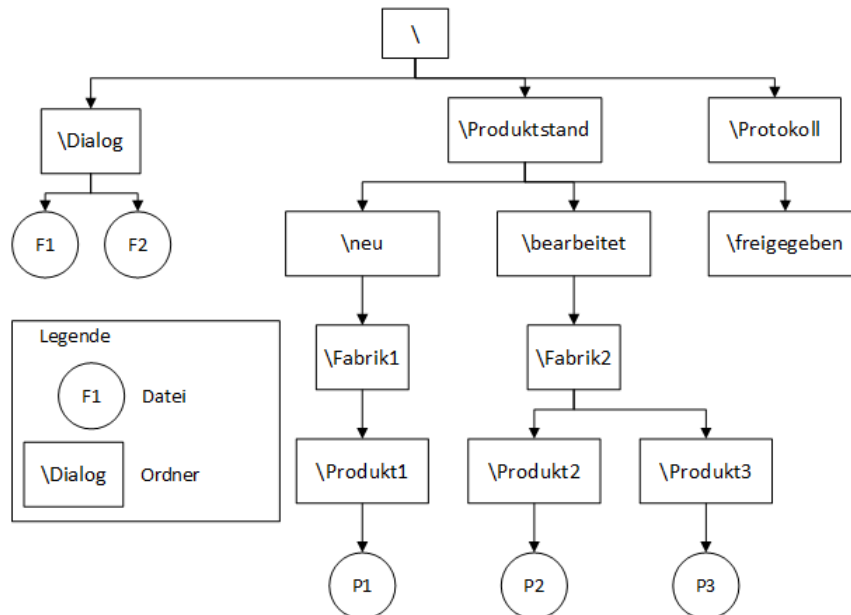 \
\Dialog
\Produktstand
\Protokoll
F1
F2
\neu
\bearbeitet
\freigegeben
Legende
F1
Datei
\Dialog
Ordner
\Fabrik1
\Fabrik2
\Produkt1
\Produkt2
\Produkt3
P1
P2
P3